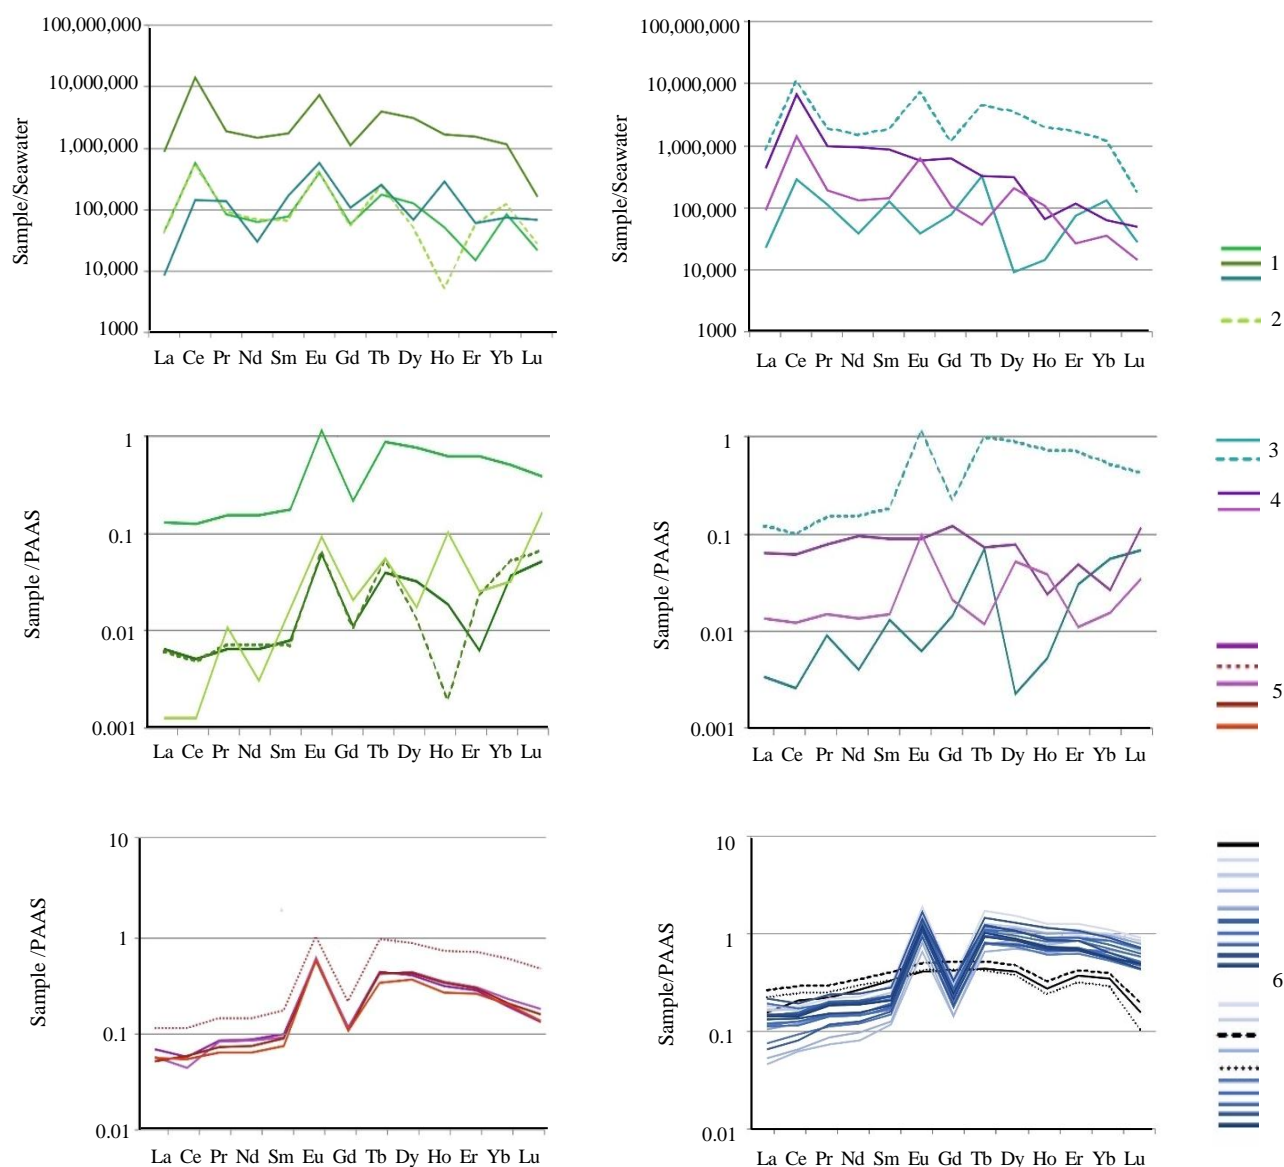 100,000,000
10,000,000
1,000,000
100,000
10,000
1000
Sample/Seawater
La Ce Pr Nd Sm Eu Gd Tb Dy Ho Er Yb Lu
100,000,000
10,000,000
1,000,000
100,000
10,000
1000
Sample/Seawater
La Ce Pr Nd Sm Eu Gd Tb Dy Ho Er Yb Lu
1
2
1
0.1
0.01
0.001
Sample /PAAS
La Ce Pr Nd Sm Eu Gd Tb Dy Ho Er Yb Lu
1
0.1
0.01
0.001
Sample /PAAS
La Ce Pr Nd Sm Eu Gd Tb Dy Ho Er Yb Lu
3
4
5
10
1
0.1
0.01
Sample /PAAS
La Ce Pr Nd Sm Eu Gd Tb Dy Ho Er Yb Lu
10
1
0.1
0.01
Sample/PAAS
La Ce Pr Nd Sm Eu Gd Tb Dy Ho Er Yb Lu
6